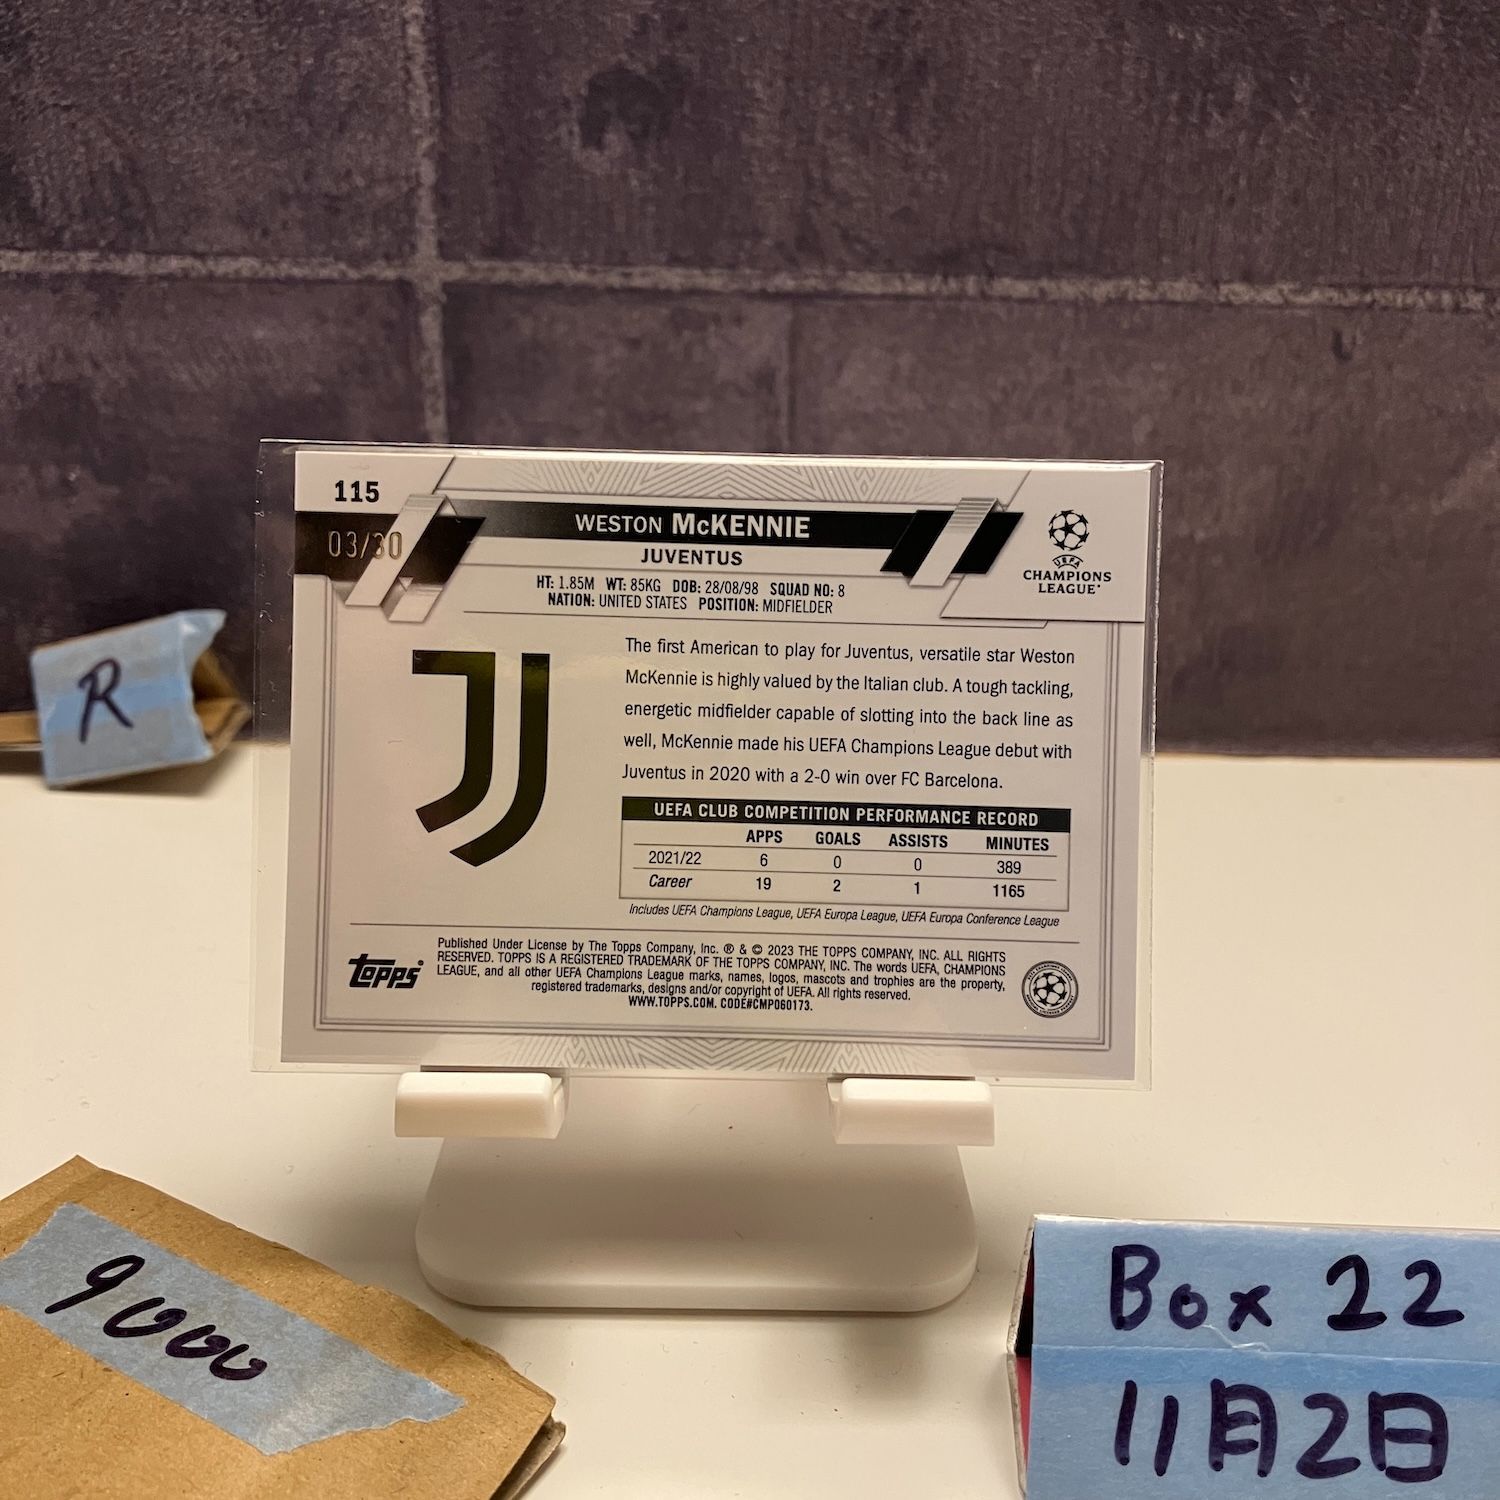 115
03/30
WESTON McKENNIE
JUVENTUS
HT: 1.85M WT: 85KG DOB: 28/08/98 SQUAD NO: 8
NATION: UNITED STATES POSITION: MIDFIELDER
UEFA
CHAMPIONS
LEAGUE
The first American to play for Juventus, versatile star Weston
McKennie is highly valued by the Italian club. A tough tackling,
energetic midfielder capable of slotting into the back line as
well, McKennie made his UEFA Champions League debut with
Juventus in 2020 with a 2-0 win over FC Barcelona.
UEFA CLUB COMPETITION PERFORMANCE RECORD
APPS GOALS ASSISTS MINUTES
2021/22 6 0 0 389
Career 19 2 1 1165
Includes UEFA Champions League, UEFA Europa League, UEFA Europa Conference League
topps
Published Under License by The Topps Company, Inc. ® & © 2023 THE TOPPS COMPANY, INC. ALL RIGHTS
RESERVED. TOPPS IS A REGISTERED TRADEMARK OF THE TOPPS COMPANY, INC. The words UEFA, CHAMPIONS
LEAGUE, and all other UEFA Champions League marks, names, logos, mascots and trophies are the property,
registered trademarks, designs and/or copyright of UEFA. All rights reserved.
WWW.TOPPS.COM. CODE#CMP060173.
R
9000
Box 22
11月2日